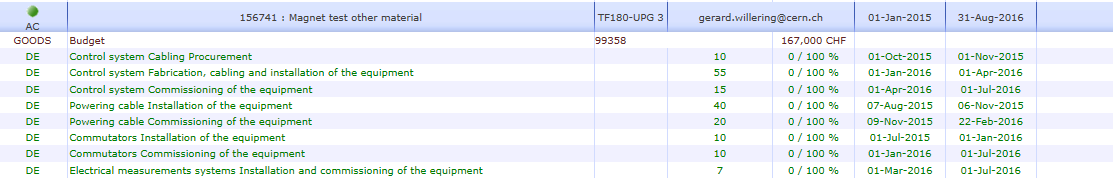 AC 156741 : Magnet test other material TF180-UPG 3 gerard.willering@cern.ch 01-Jan-2015 31-Aug-2016
GOODS Budget 99358 167,000 CHF
DE Control system Cabling Procurement 10 0 / 100 % 01-Oct-2015 01-Nov-2015
DE Control system Fabrication, cabling and installation of the equipment 55 0 / 100 % 01-Jan-2016 01-Apr-2016
DE Control system Commissioning of the equipment 15 0 / 100 % 01-Apr-2016 01-Jul-2016
DE Powering cable Installation of the equipment 40 0 / 100 % 07-Aug-2015 06-Nov-2015
DE Powering cable Commissioning of the equipment 20 0 / 100 % 09-Nov-2015 22-Feb-2016
DE Commutators Installation of the equipment 10 0 / 100 % 01-Jul-2015 01-Jan-2016
DE Commutators Commissioning of the equipment 10 0 / 100 % 01-Jan-2016 01-Jul-2016
DE Electrical measurements systems Installation and commissioning of the equipment 7 0 / 100 % 01-Mar-2016 01-Jul-2016